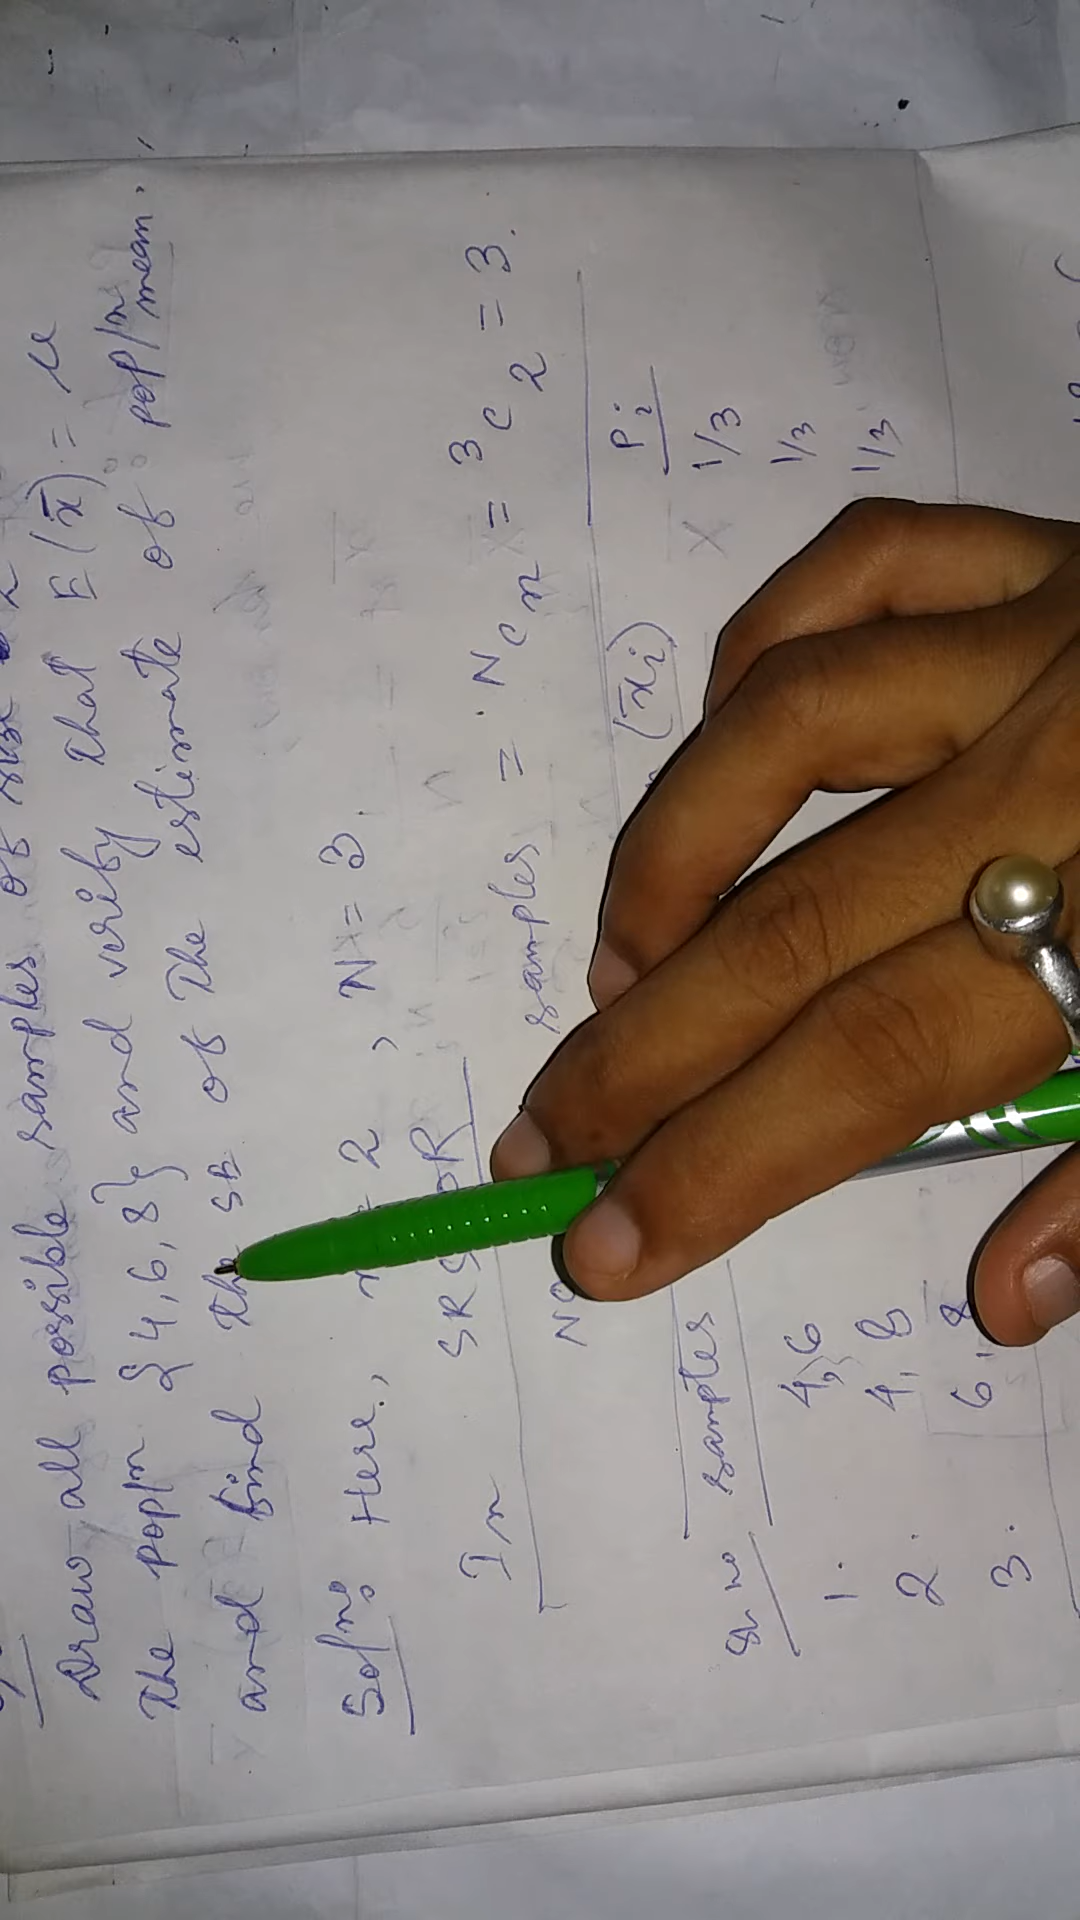 Draw all possible samples of size 2
the popln {4,6,8} and verify that E(x̄) = μ
and find the SE of the estimate of popln mean.
Soln: Here, 2, N = 3.
In SRSWOR
No samples = NCn = 3C2 = 3.
Sl no samples (x̄i) Pi
1. 4,6 1/3
2. 4,8 1/3
3. 6,8 1/3